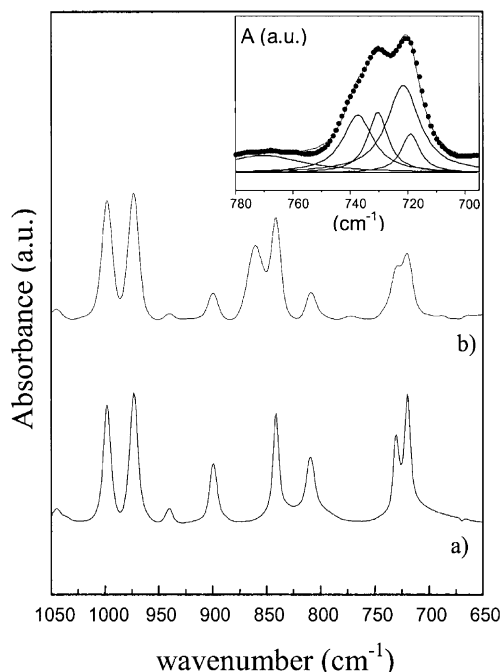 A (a.u.)
780 760 740 720 700
(cm-1)
Absorbance (a.u.)
b)
a)
1050 1000 950 900 850 800 750 700 650
wavenumber (cm-1)